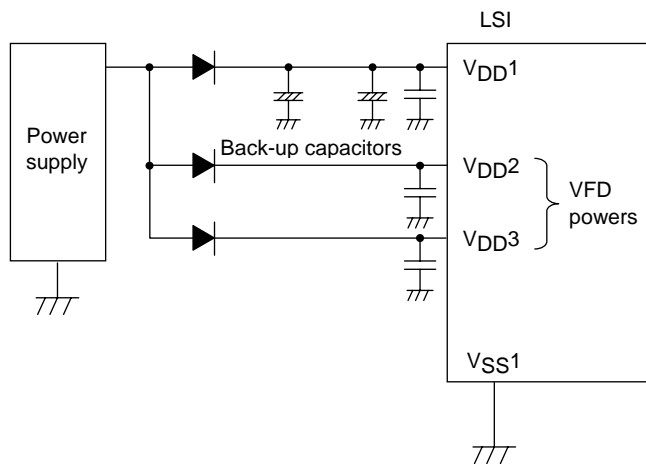 LSI
VDD1
Power
supply
Back-up capacitors
VDD2
VFD
powers
VDD3
VSS1